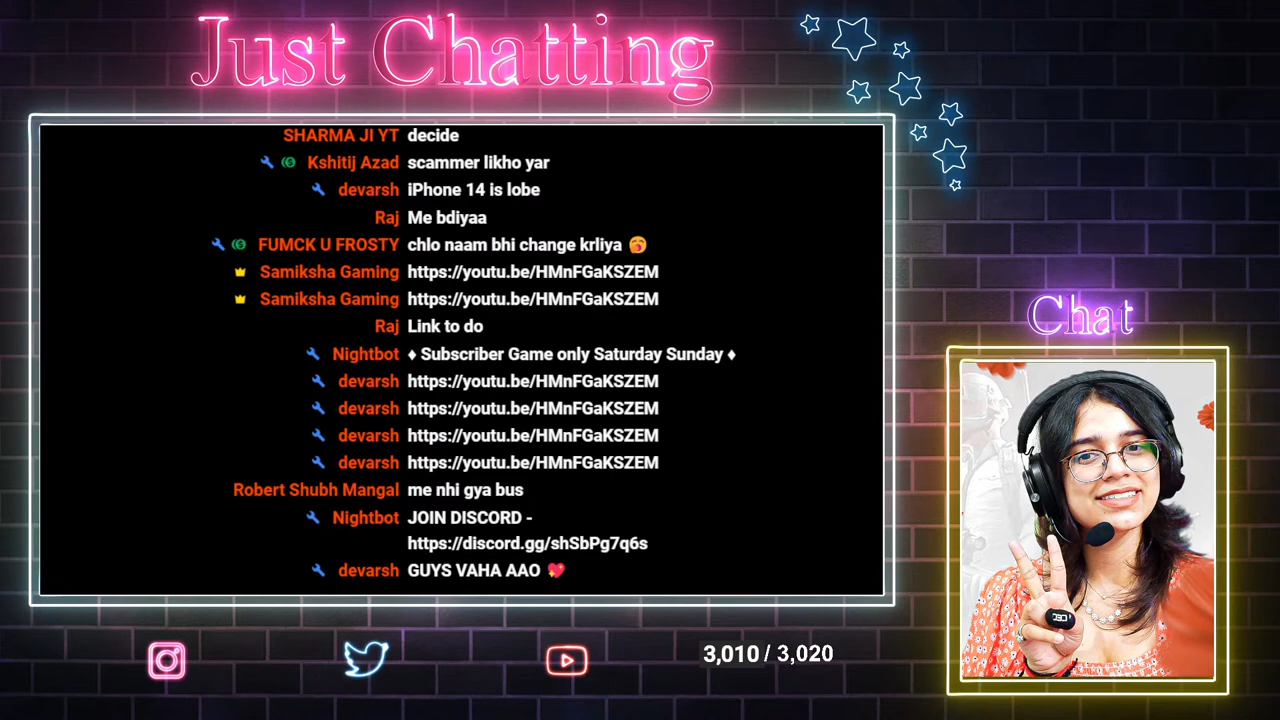 Just Chatting
SHARMA JI YT decide
Kshitij Azad scammer likho yar
devarsh iPhone 14 is lobe
Raj Me bdiyaa
FUMCK U FROSTY chlo naam bhi change krliya 🥱
Samiksha Gaming https://youtu.be/HMnFGaKSZEM
Samiksha Gaming https://youtu.be/HMnFGaKSZEM
Raj Link to do
Nightbot ♦ Subscriber Game only Saturday Sunday ♦
devarsh https://youtu.be/HMnFGaKSZEM
devarsh https://youtu.be/HMnFGaKSZEM
devarsh https://youtu.be/HMnFGaKSZEM
devarsh https://youtu.be/HMnFGaKSZEM
Robert Shubh Mangal me nhi gya bus
Nightbot JOIN DISCORD -
https://discord.gg/shSbPg7q6s
devarsh GUYS VAHA AAO 💖
3,010 / 3,020
Chat